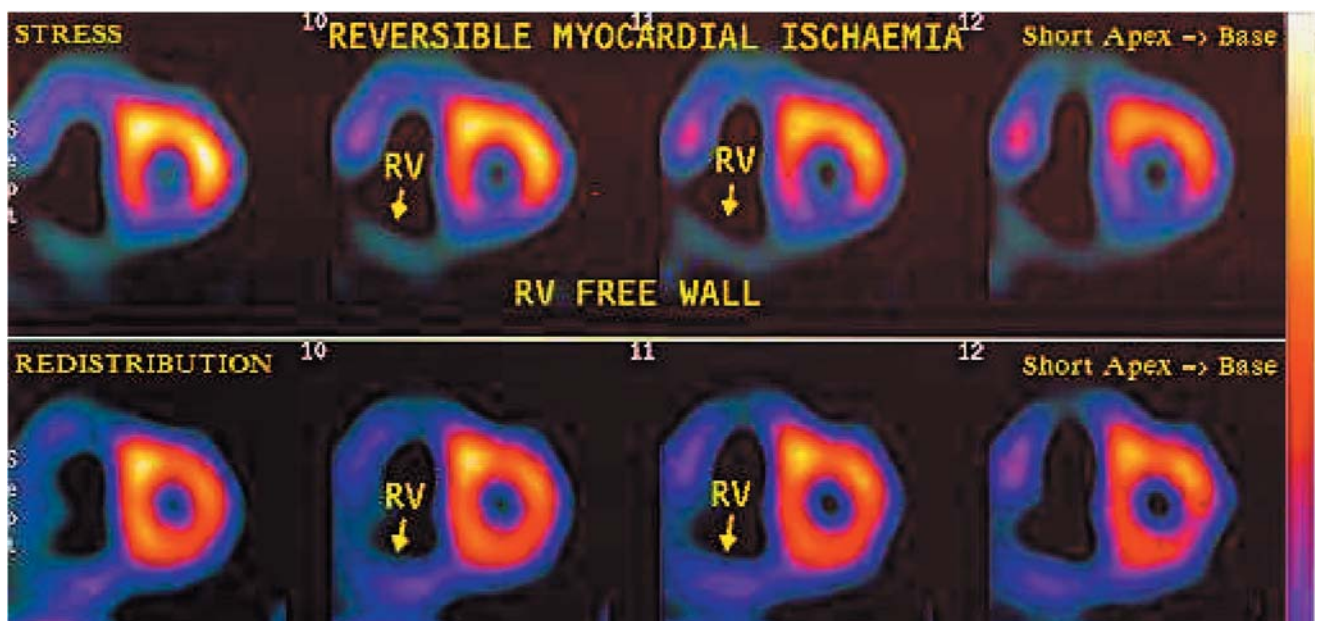 STRESS
10
REVERSIBLE MYOCARDIAL ISCHAEMIA
11
12
Short Apex -> Base
S
e
p
t
RV
RV
RV FREE WALL
REDISTRIBUTION
10
11
12
Short Apex -> Base
S
e
RV
RV